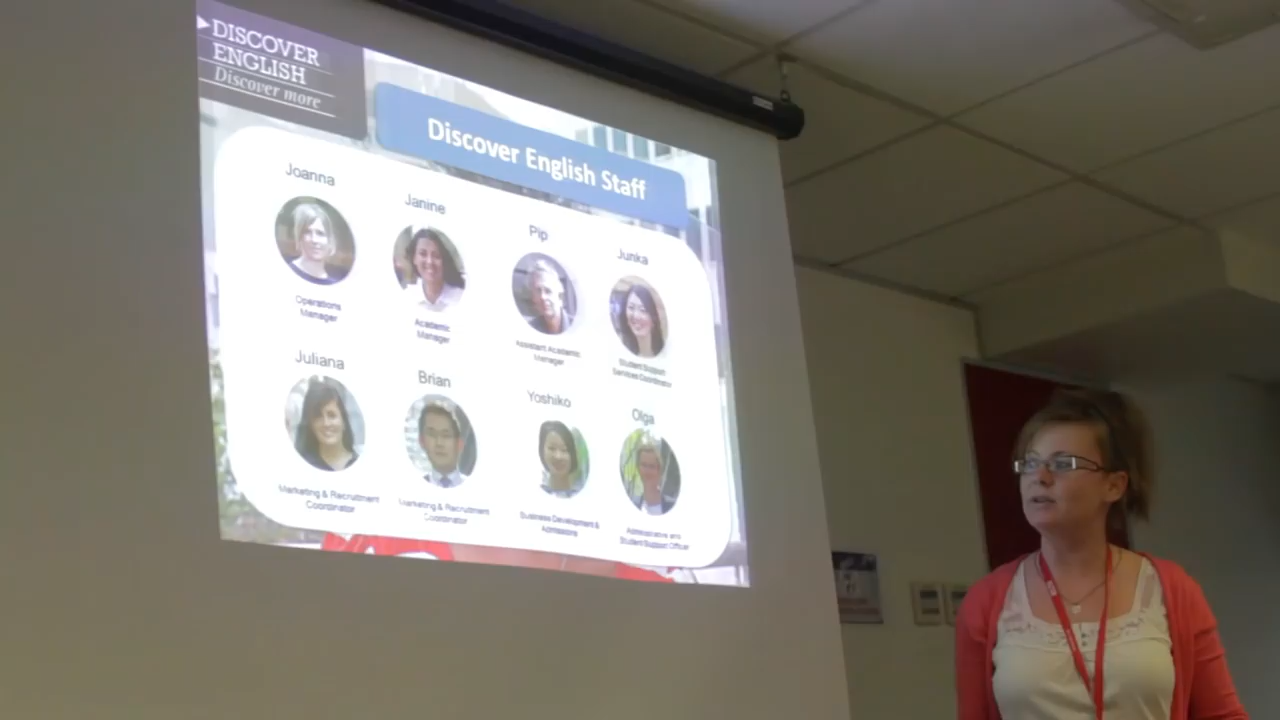 DISCOVER
ENGLISH
Discover more
Discover English Staff
Joanna
Janine
Pip
Junka
Operations
Manager
Academic
Manager
Assistant Academic
Manager
Student Support
Services Coordinator
Juliana
Brian
Yoshiko
Olga
Marketing & Recruitment
Coordinator
Marketing & Recruitment
Coordinator
Business Development &
Admissions
Administrative and
Student Support Officer